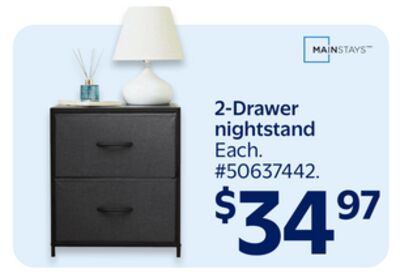 MAINSTAYS™
2-Drawer
nightstand
Each.
#50637442.
$34.97